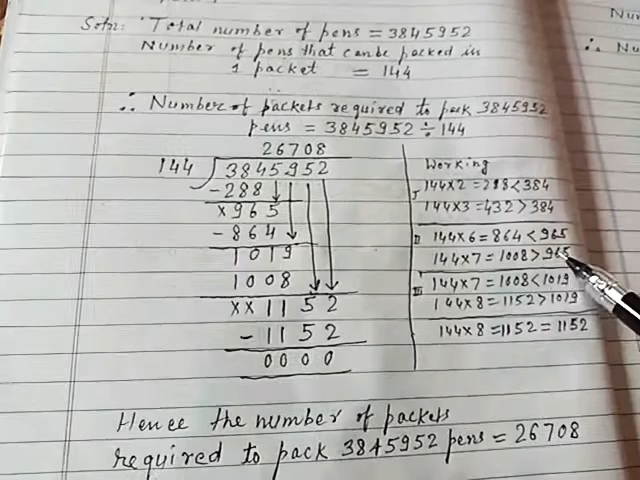 Soln: Total number of pens = 3845952
Number of pens that can be packed in
1 packet = 144
∴ Number of packets required to pack 3845952
pens = 3845952 ÷ 144
26708
144 ) 3845952
-288
×965
-864
1019
1008
××1152
-1152
0000
Working
I 144×2=288<384
144×3=432>384
II 144×6=864<965
144×7=1008>965
III 144×7=1008<1019
144×8=1152>1019
144×8=1152=1152
Hence the number of packets
required to pack 3845952 pens = 26708
∴ Nu